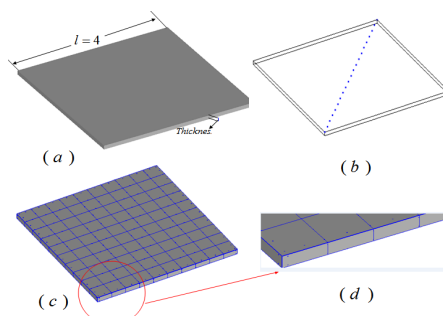 l = 4
Thicknes.
( a )
( b )
( c )
( d )